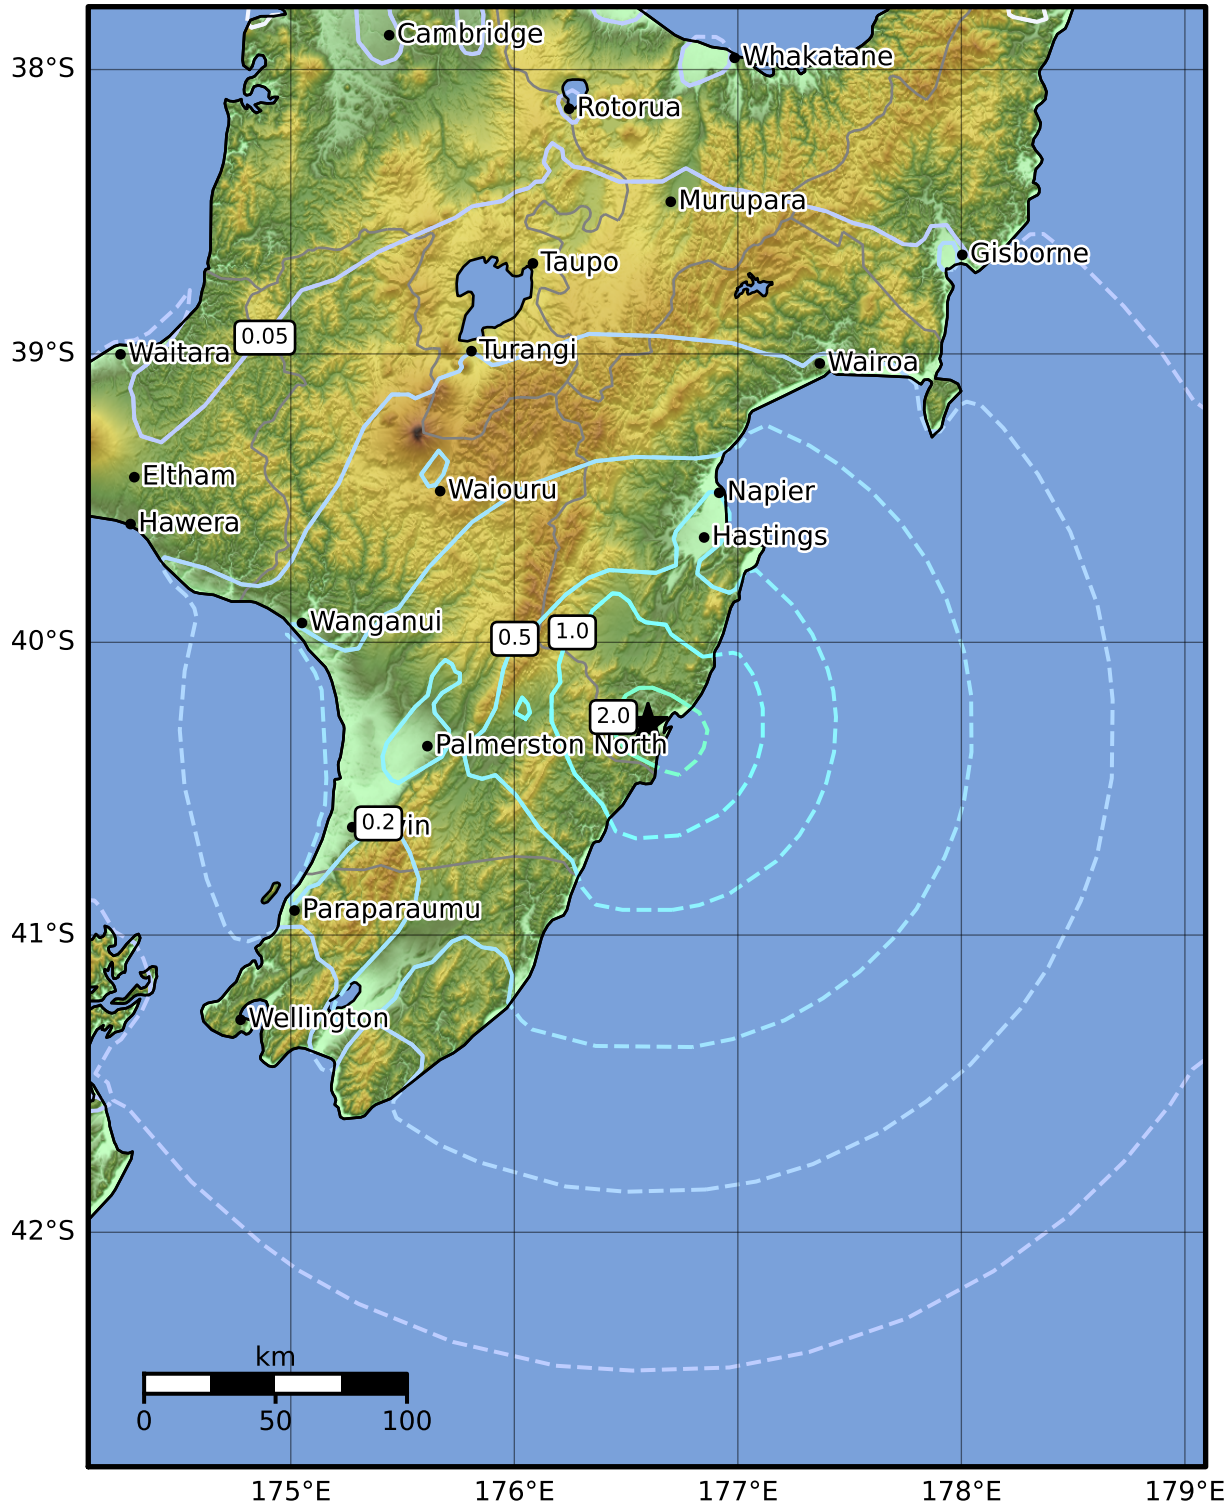 Cambridge
Whakatane
38°S
Rotorua
Murupara
Gisborne
Taupo
0.05
Waitara
39°S
Turangi
Wairoa
Eltham
Waiouru
Napier
Hawera
Hastings
Wanganui
0.5
1.0
40°S
2.0
Palmerston North
0.2
in
Paraparaumu
41°S
Wellington
42°S
km
0 50 100
175°E 176°E 177°E 178°E 179°E